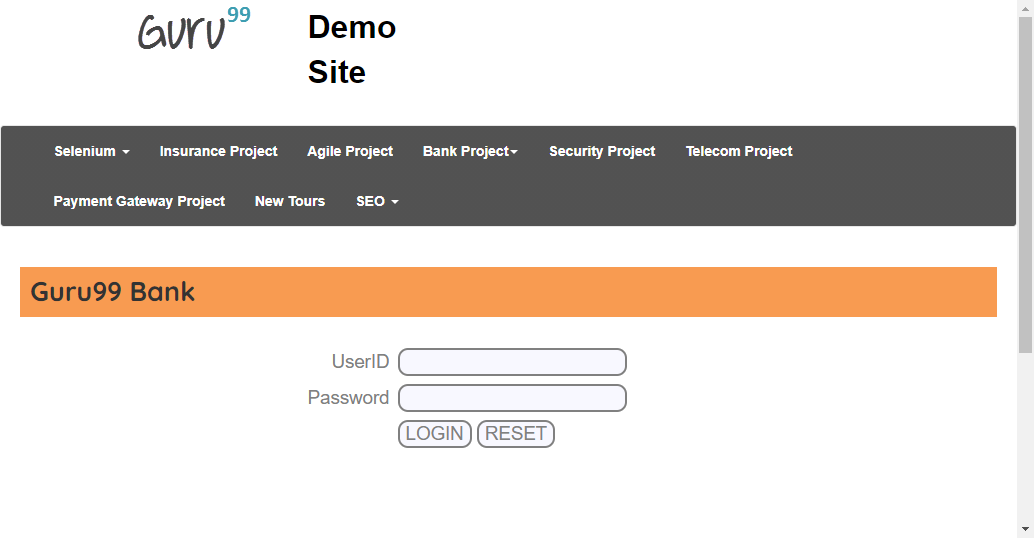 Guru99
Demo
Site
Selenium Insurance Project Agile Project Bank Project Security Project Telecom Project
Payment Gateway Project New Tours SEO
Guru99 Bank
UserID
Password
LOGIN RESET